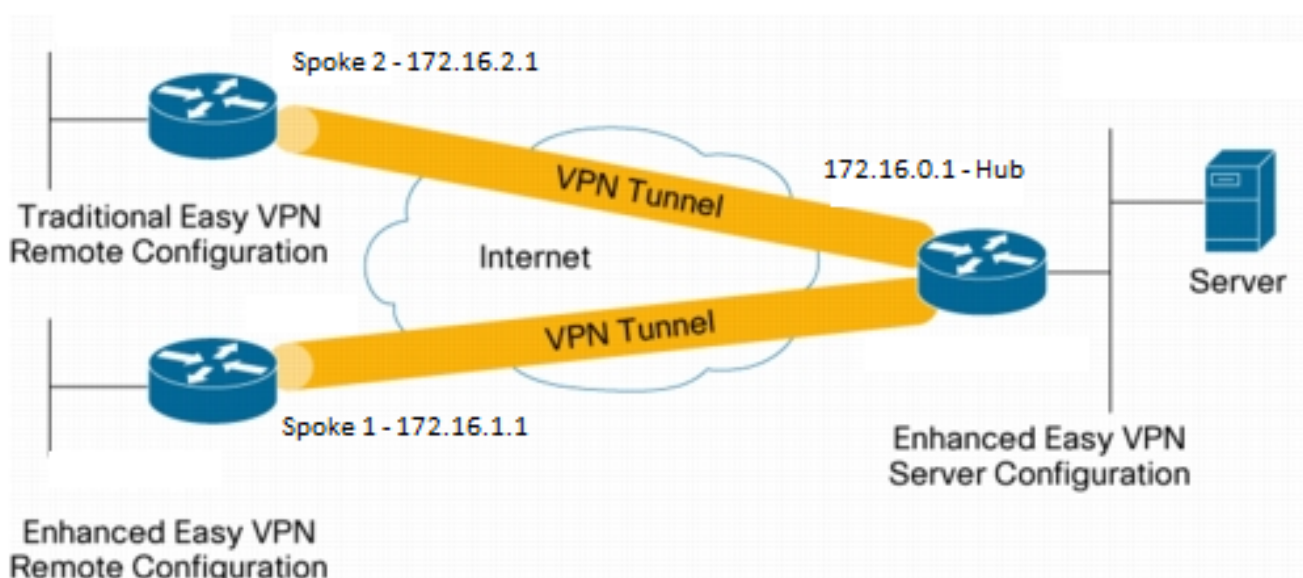 Spoke 2 - 172.16.2.1
VPN Tunnel
172.16.0.1 - Hub
Traditional Easy VPN
Remote Configuration
Internet
Server
VPN Tunnel
Spoke 1 - 172.16.1.1
Enhanced Easy VPN
Server Configuration
Enhanced Easy VPN
Remote Configuration